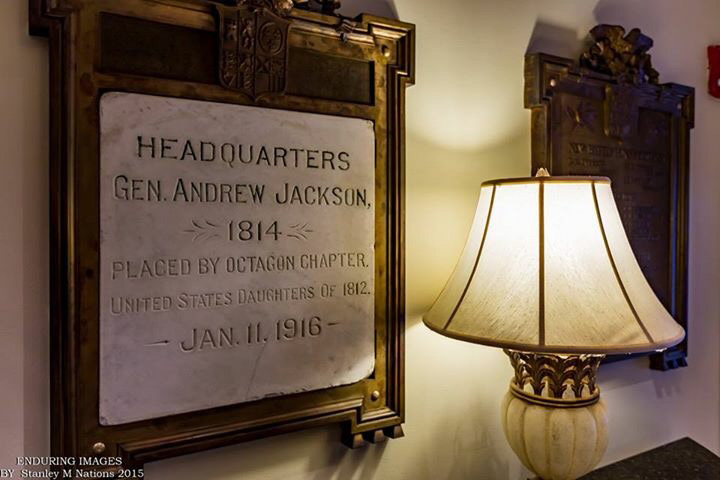 HEADQUARTERS
GEN. ANDREW JACKSON,
1814
PLACED BY OCTAGON CHAPTER,
UNITED STATES DAUGHTERS OF 1812.
JAN. 11, 1916
ENDURING IMAGES
BY Stanley M Nations 2015